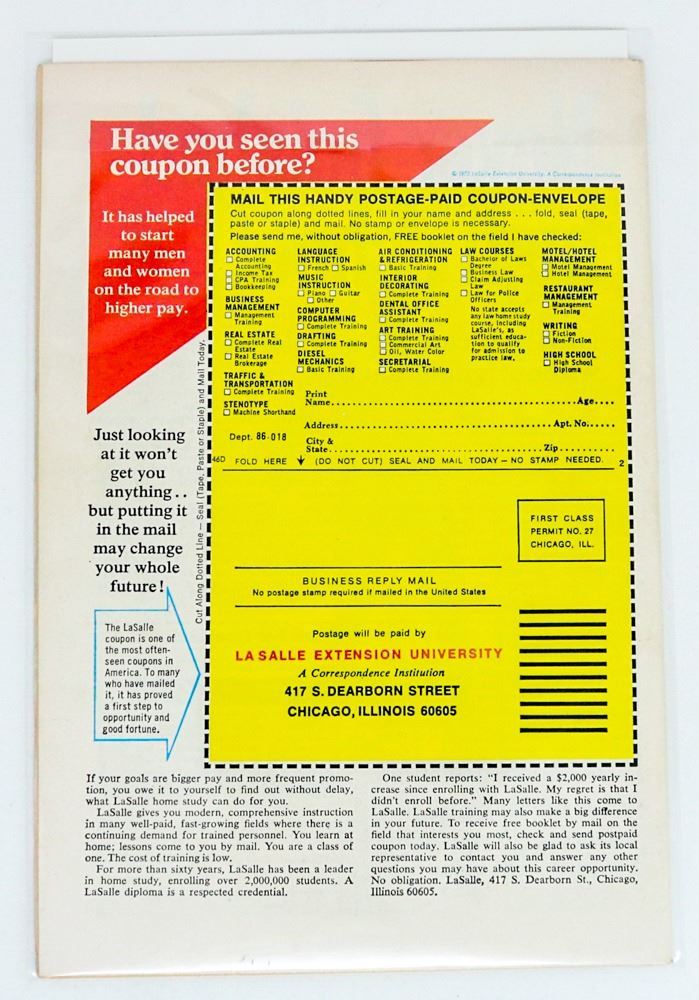 Have you seen this
coupon before?
© 1973 LaSalle Extension University, A Correspondence Institution
It has helped
to start
many men
and women
on the road to
higher pay.
MAIL THIS HANDY POSTAGE-PAID COUPON-ENVELOPE
Cut coupon along dotted lines, fill in your name and address . . . fold, seal (tape,
paste or staple) and mail. No stamp or envelope is necessary.
Please send me, without obligation, FREE booklet on the field I have checked:
ACCOUNTING
Complete
Accounting
Income Tax
CPA Training
Bookkeeping
BUSINESS
MANAGEMENT
Management
Training
REAL ESTATE
Complete Real
Estate
Real Estate
Brokerage
TRAFFIC &
TRANSPORTATION
Complete Training
STENOTYPE
Machine Shorthand
LANGUAGE
INSTRUCTION
French Spanish
MUSIC
INSTRUCTION
Piano Guitar
Other
COMPUTER
PROGRAMMING
Complete Training
DRAFTING
Complete Training
DIESEL
MECHANICS
Basic Training
AIR CONDITIONING
& REFRIGERATION
Basic Training
INTERIOR
DECORATING
Complete Training
DENTAL OFFICE
ASSISTANT
Complete Training
ART TRAINING
Complete Training
Commercial Art
Oil, Water Color
SECRETARIAL
Complete Training
LAW COURSES
Bachelor of Laws
Degree
Business Law
Claim Adjusting
Law
Law for Police
Officers
No state accepts
any law home study
course, including
LaSalle's, as
sufficient educa-
tion to qualify
for admission to
practice law.
MOTEL/HOTEL
MANAGEMENT
Motel Management
Hotel Management
RESTAURANT
MANAGEMENT
Management
Training
WRITING
Fiction
Non-Fiction
HIGH SCHOOL
High School
Diploma
Print
Name........................................Age....
Address........................................Apt. No.....
Dept. 86-018
City &
State........................................Zip.........
46D FOLD HERE (DO NOT CUT) SEAL AND MAIL TODAY – NO STAMP NEEDED. 2
Cut Along Dotted Line — Seal (Tape, Paste or Staple) and Mail Today.
Just looking
at it won't
get you
anything..
but putting it
in the mail
may change
your whole
future!
FIRST CLASS
PERMIT NO. 27
CHICAGO, ILL.
BUSINESS REPLY MAIL
No postage stamp required if mailed in the United States
Postage will be paid by
LA SALLE EXTENSION UNIVERSITY
A Correspondence Institution
417 S. DEARBORN STREET
CHICAGO, ILLINOIS 60605
The LaSalle
coupon is one of
the most often-
seen coupons in
America. To many
who have mailed
it, it has proved
a first step to
opportunity and
good fortune.
If your goals are bigger pay and more frequent promo-
tion, you owe it to yourself to find out without delay,
what LaSalle home study can do for you.
LaSalle gives you modern, comprehensive instruction
in many well-paid, fast-growing fields where there is a
continuing demand for trained personnel. You learn at
home; lessons come to you by mail. You are a class of
one. The cost of training is low.
For more than sixty years, LaSalle has been a leader
in home study, enrolling over 2,000,000 students. A
LaSalle diploma is a respected credential.
One student reports: "I received a $2,000 yearly in-
crease since enrolling with LaSalle. My regret is that I
didn't enroll before." Many letters like this come to
LaSalle. LaSalle training may also make a big difference
in your future. To receive free booklet by mail on the
field that interests you most, check and send postpaid
coupon today. LaSalle will also be glad to ask its local
representative to contact you and answer any other
questions you may have about this career opportunity.
No obligation. LaSalle, 417 S. Dearborn St., Chicago,
Illinois 60605.